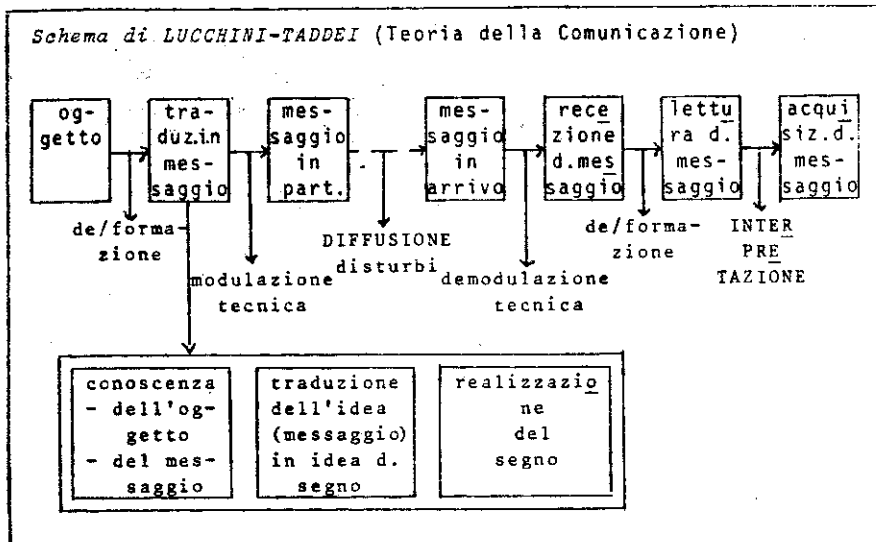 Schema di LUCCHINI-TADDEI (Teoria della Comunicazione)
og-
getto
tra-
duz.in
mes-
saggio
mes-
saggio
in
part.
mes-
saggio
in
arrivo
rece
zione
d.mes
saggio
lettu
ra d.
mes-
saggio
acqui
siz.d.
mes-
saggio
de/forma-
zione
modulazione
tecnica
DIFFUSIONE
disturbi
demodulazione
tecnica
de/forma-
zione
INTER
PRE
TAZIONE
conoscenza
- dell'og-
getto
- del mes-
saggio
traduzione
dell'idea
(messaggio)
in idea d.
segno
realizzazio
ne
del
segno